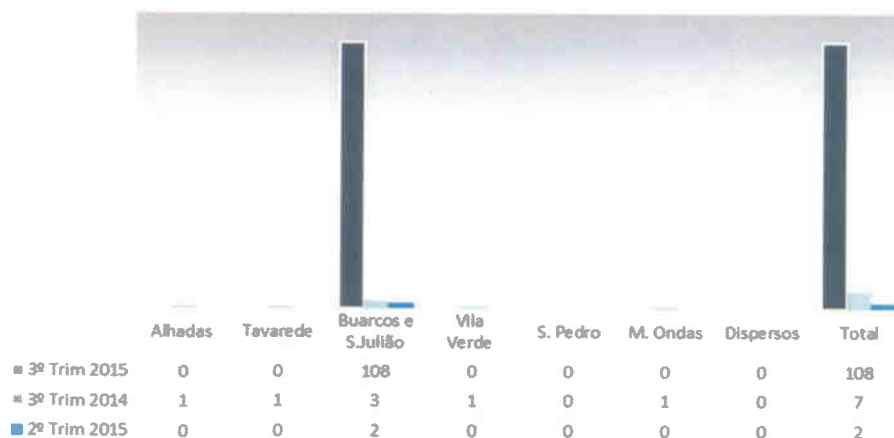 Alhadas Tavarede Buarcos e S.Julião Vila Verde S. Pedro M. Ondas Dispersos Total
3º Trim 2015 0 0 108 0 0 0 0 108
3º Trim 2014 1 1 3 1 0 1 0 7
2º Trim 2015 0 0 2 0 0 0 0 2